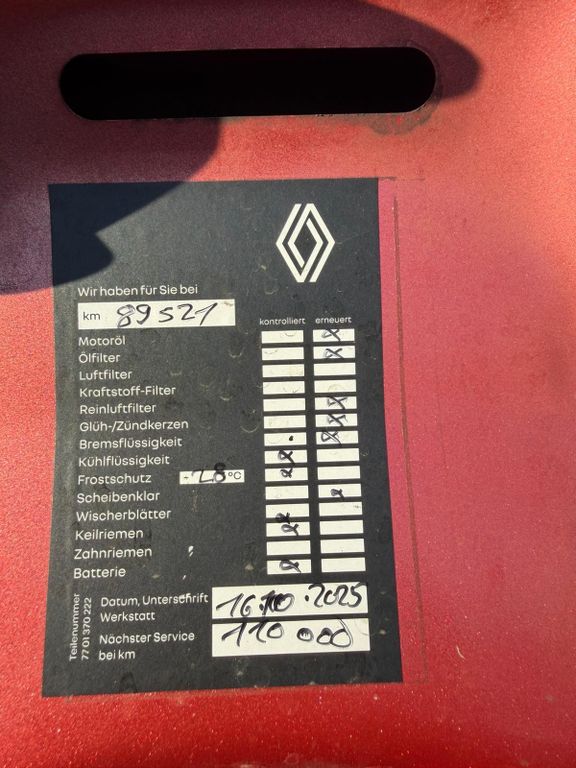 Wir haben für Sie bei
km 89521
kontrolliert erneuert
Motoröl x
Ölfilter x
Luftfilter
Kraftstoff-Filter
Reinluftfilter x
Glüh-/Zündkerzen x
Bremsflüssigkeit x
Kühlflüssigkeit x
Frostschutz -28 °C x
Scheibenklar x
Wischerblätter x
Keilriemen x
Zahnriemen
Batterie x
Teilenummer
77 01 370 222
Datum, Unterschrift 16.10.2025
Werkstatt
Nächster Service 110 000
bei km